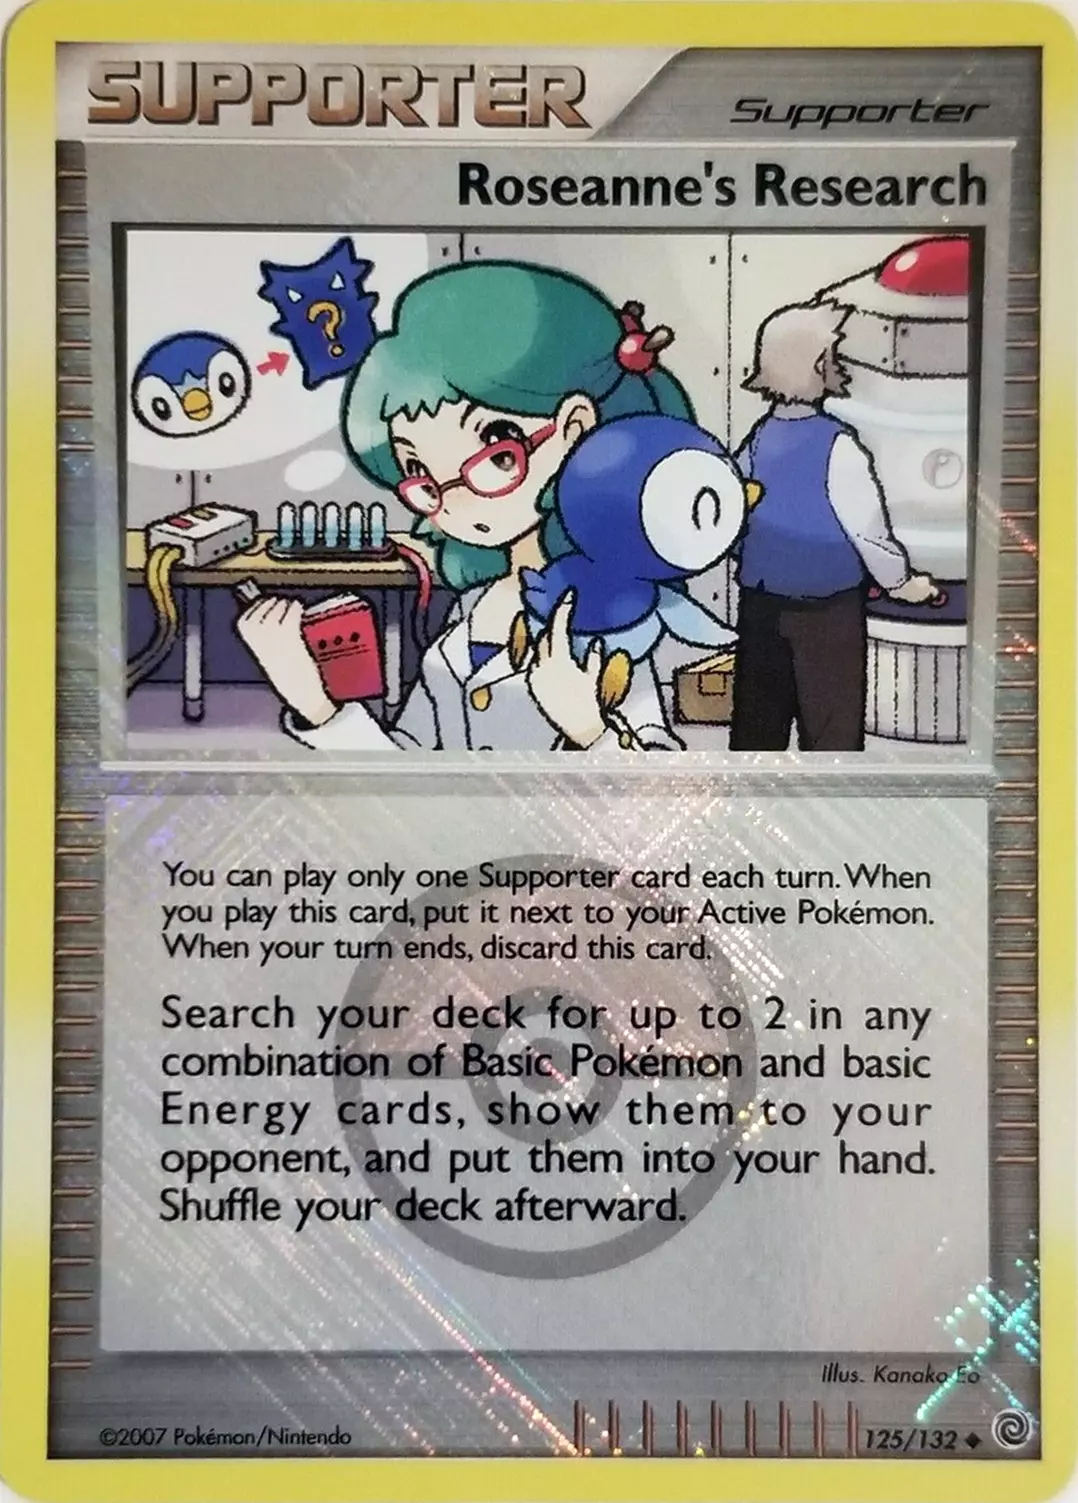 SUPPORTER
Supporter
Roseanne's Research
?
You can play only one Supporter card each turn. When
you play this card, put it next to your Active Pokémon.
When your turn ends, discard this card.
Search your deck for up to 2 in any
combination of Basic Pokémon and basic
Energy cards, show them to your
opponent, and put them into your hand.
Shuffle your deck afterward.
Illus. Kanako Eo
©2007 Pokémon/Nintendo
125/132